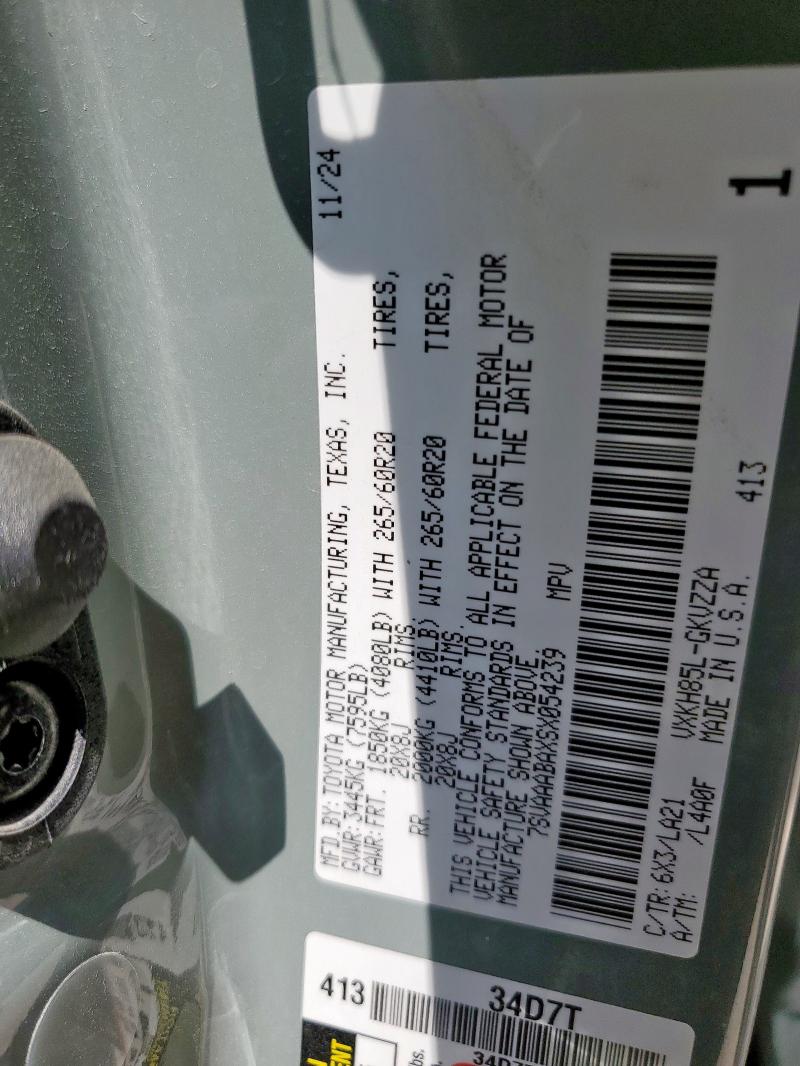 11/24
MFD.BY:TOYOTA MOTOR MANUFACTURING, TEXAS, INC.
GVWR:3445KG (7595LB)
GAWR:FRT. 1850KG (4080LB) WITH 265/60R20 TIRES,
20X8J RIMS.
RR. 2000KG (4410LB) WITH 265/60R20 TIRES,
20X8J RIMS.
THIS VEHICLE CONFORMS TO ALL APPLICABLE FEDERAL MOTOR
VEHICLE SAFETY STANDARDS IN EFFECT ON THE DATE OF
MANUFACTURE SHOWN ABOVE.
7SVAAABAXSX054239 MPV
C/TR:6X3/LA21 VXKH85L-GKVZZA 413
A/TM: /L4A0F MADE IN U.S.A.
1
413
34D7T